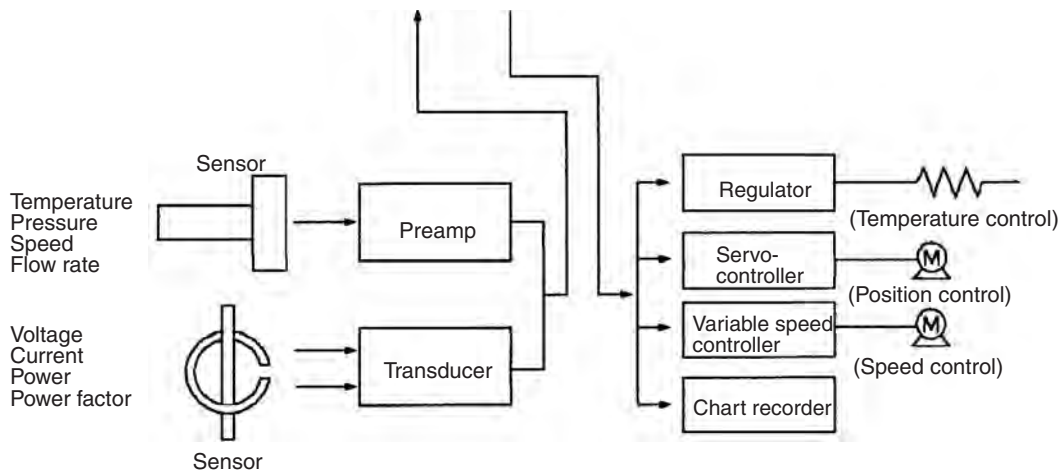 Sensor
Temperature
Pressure
Speed
Flow rate
Preamp
Voltage
Current
Power
Power factor
Transducer
Sensor
Regulator
(Temperature control)
Servo-
controller
M
(Position control)
Variable speed
controller
M
(Speed control)
Chart recorder